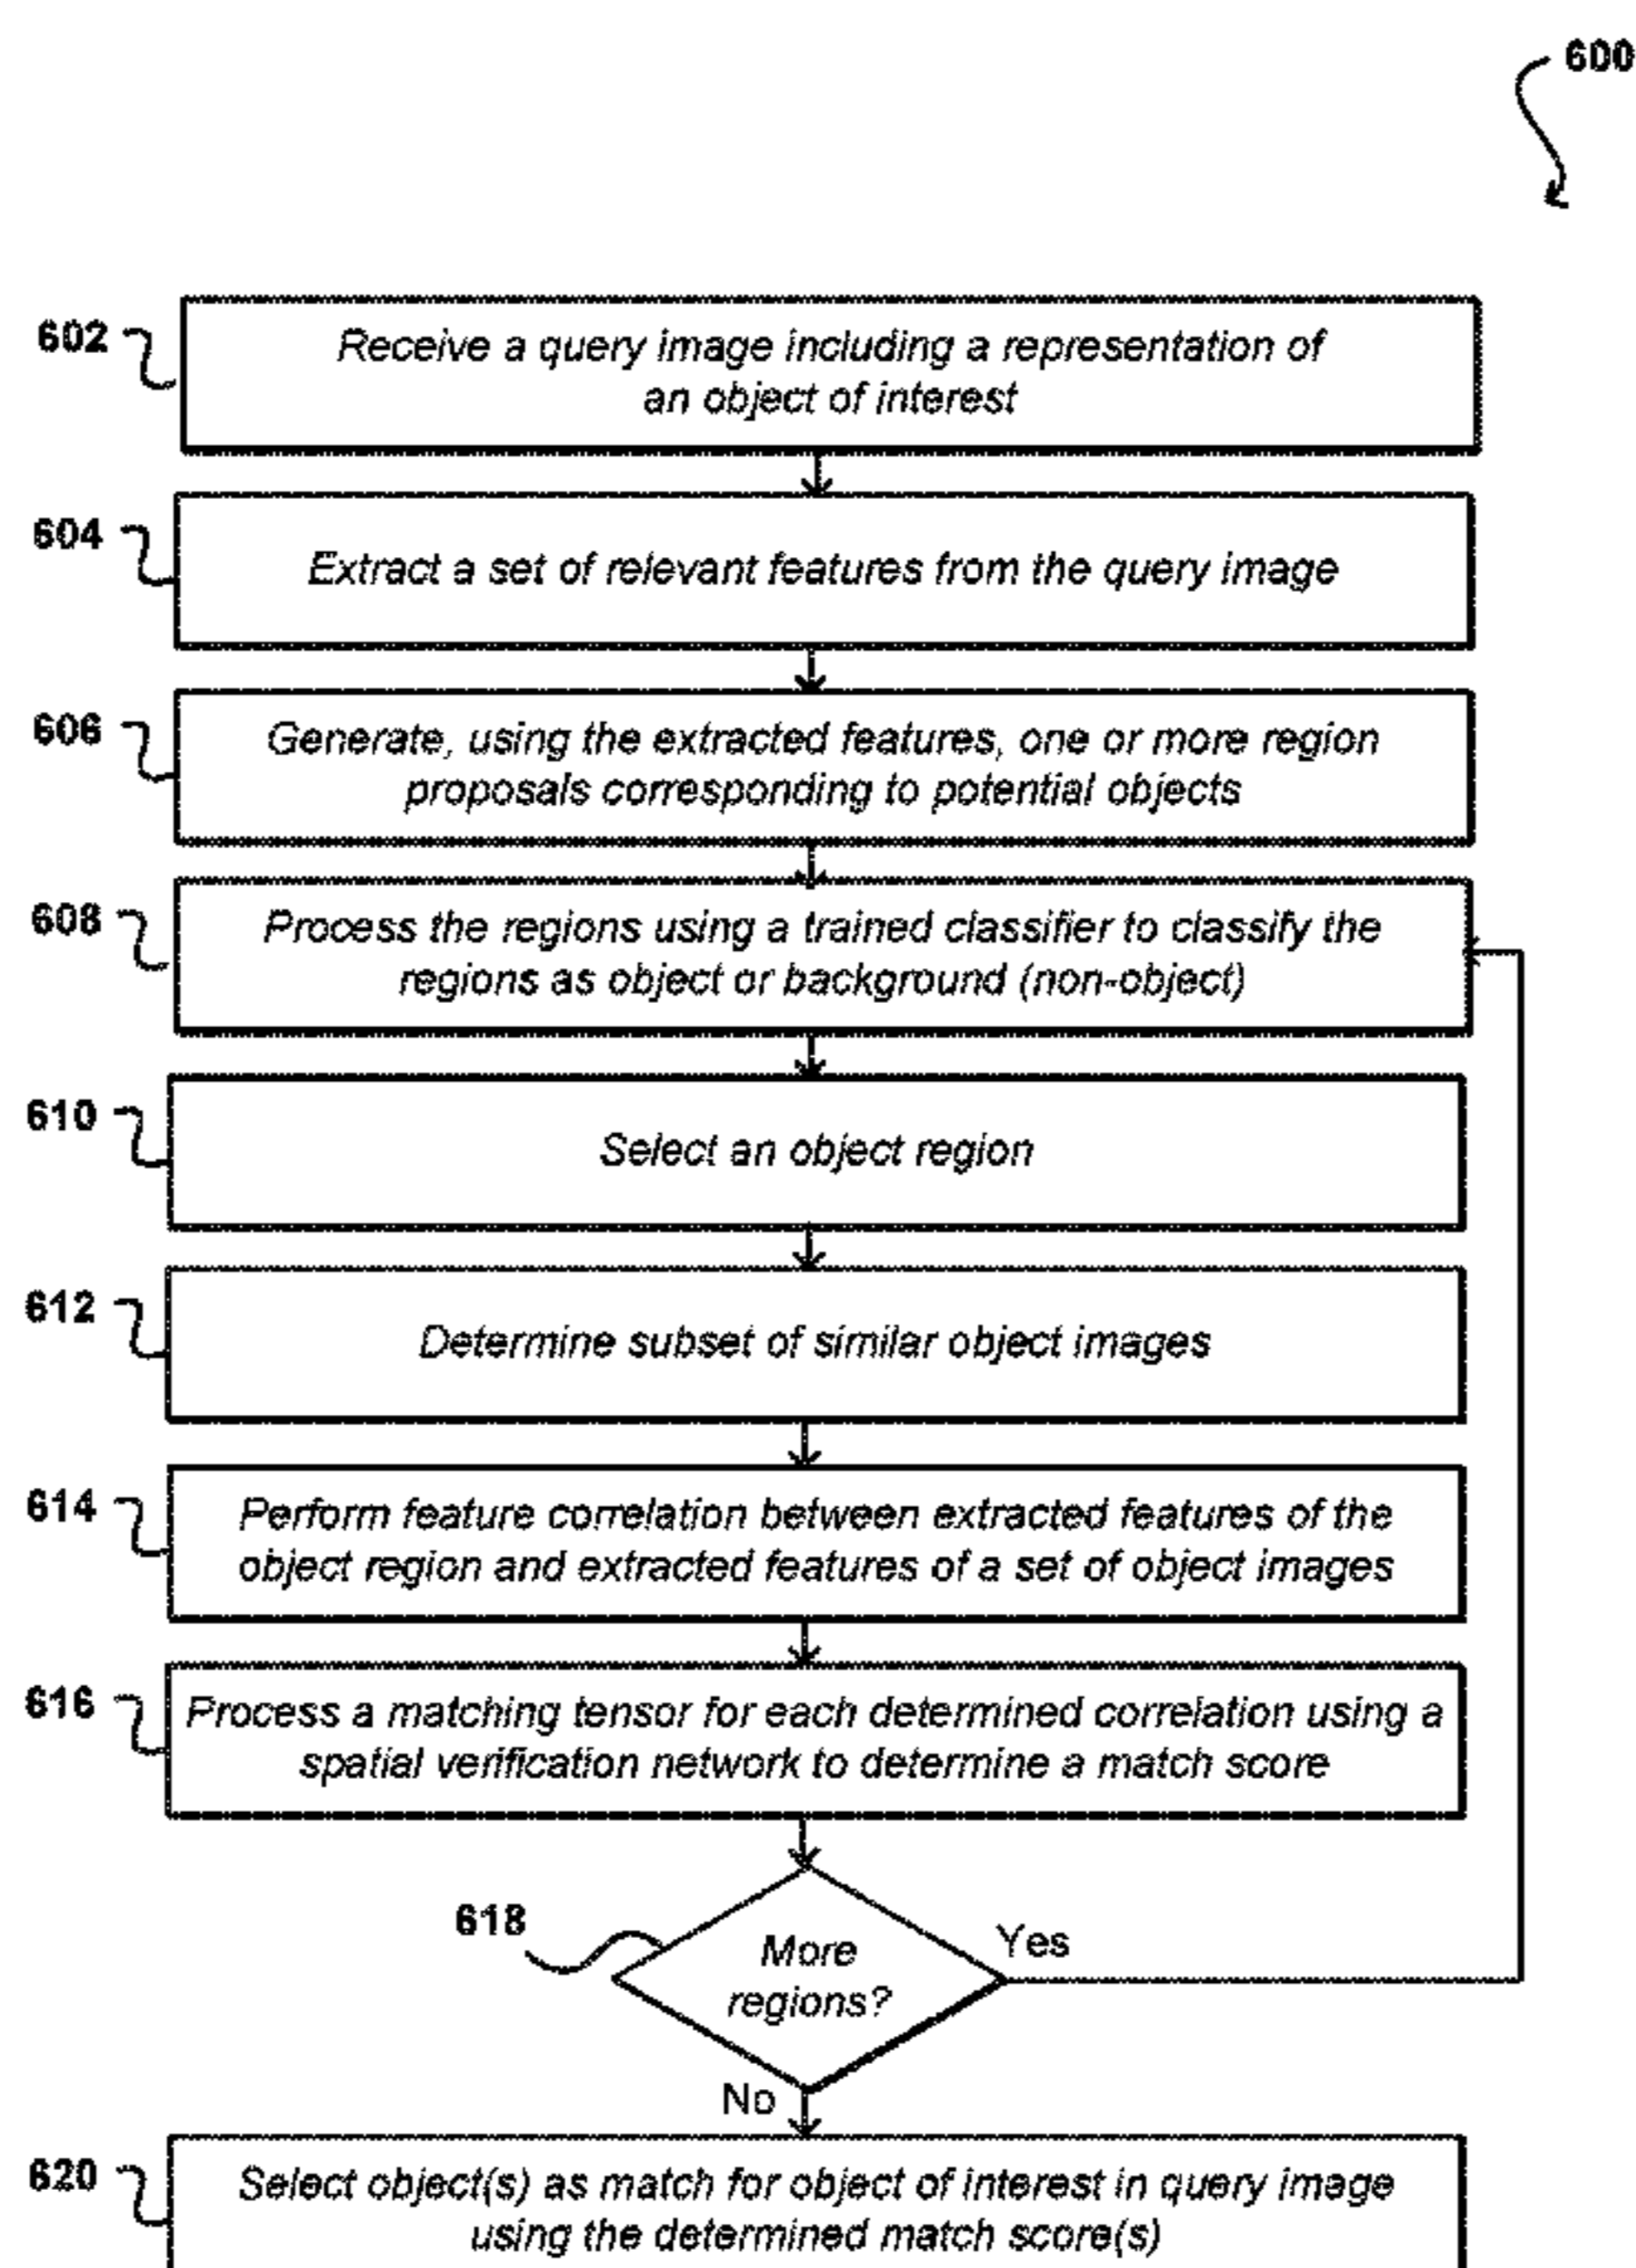 600
602
Receive a query image including a representation of
an object of interest
604
Extract a set of relevant features from the query image
606
Generate, using the extracted features, one or more region
proposals corresponding to potential objects
608
Process the regions using a trained classifier to classify the
regions as object or background (non-object)
610
Select an object region
612
Determine subset of similar object images
614
Perform feature correlation between extracted features of the
object region and extracted features of a set of object images
616
Process a matching tensor for each determined correlation using a
spatial verification network to determine a match score
618
More
regions?
Yes
No
620
Select object(s) as match for object of interest in query image
using the determined match score(s)